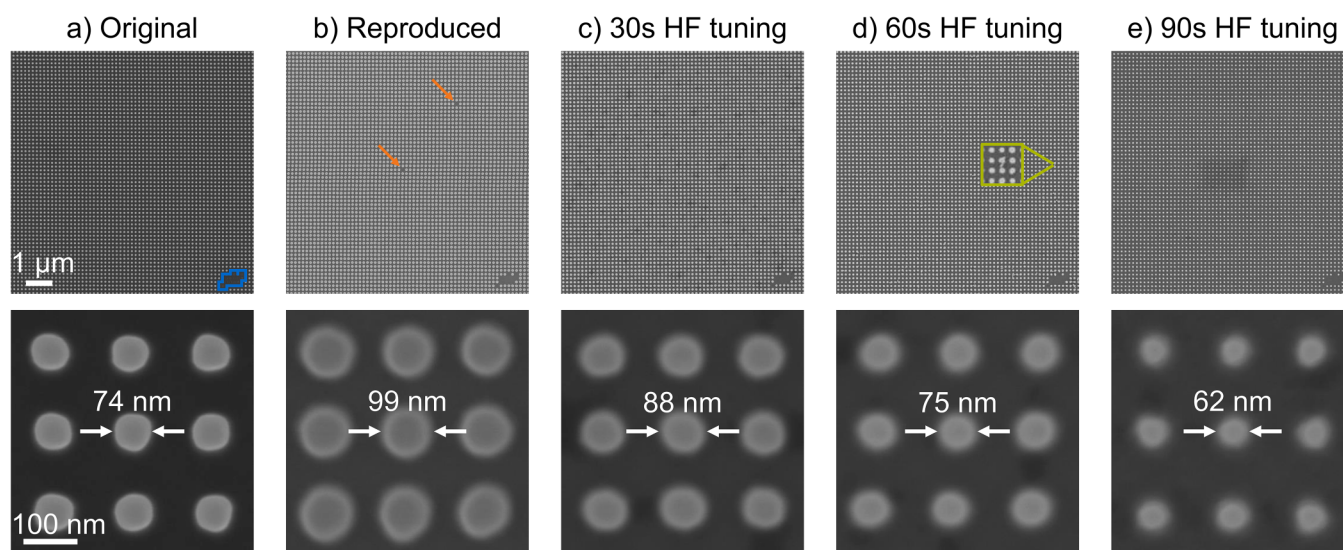 a) Original
b) Reproduced
c) 30s HF tuning
d) 60s HF tuning
e) 90s HF tuning
1 μm
74 nm
99 nm
88 nm
75 nm
62 nm
100 nm